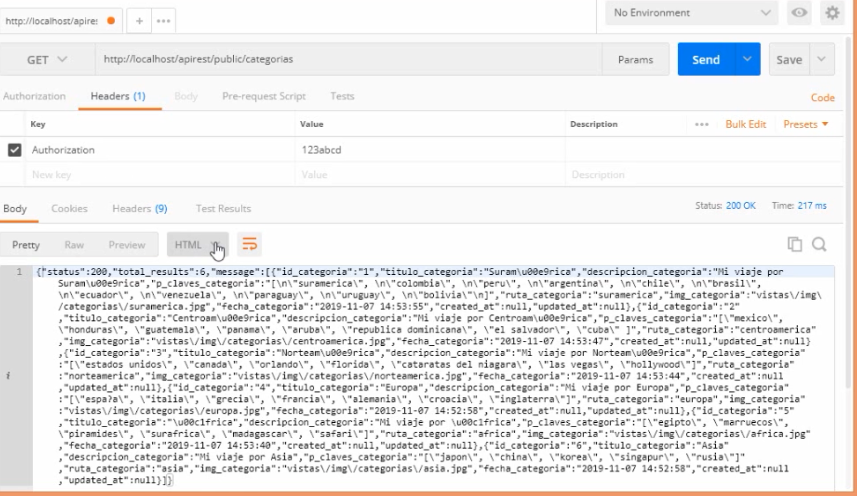 http://localhost/apires
No Environment
GET
http://localhost/apirest/public/categorias
Params
Send
Save
Authorization
Headers (1)
Body
Pre-request Script
Tests
Code
Key
Value
Description
Bulk Edit
Presets
Authorization
123abcd
New key
Value
Description
Body
Cookies
Headers (9)
Test Results
Status: 200 OK
Time: 217 ms
Pretty
Raw
Preview
HTML
1
{"status":200,"total_results":6,"message":[{"id_categoria":"1","titulo_categoria":"Suram\u00e9rica","descripcion_categoria":"Mi viaje por
Suram\u00e9rica","p_claves_categoria":"[\n\"suramerica\", \n\"colombia\", \n\"peru\", \n\"argentina\", \n\"chile\", \n\"brasil\",
\n\"ecuador\", \n\"venezuela\", \n\"paraguay\", \n\"uruguay\", \n\"bolivia\"\n]","ruta_categoria":"suramerica","img_categoria":"vistas\/img\
/categorias\/suramerica.jpg","fecha_categoria":"2019-11-07 14:53:55","created_at":null,"updated_at":null},{"id_categoria":"2"
,"titulo_categoria":"Centroam\u00e9rica","descripcion_categoria":"Mi viaje por Centroam\u00e9rica","p_claves_categoria":"[\"mexico\",
\"honduras\", \"guatemala\", \"panama\", \"aruba\", \"republica dominicana\", \"el salvador\", \"cuba\" ]","ruta_categoria":"centroamerica"
,"img_categoria":"vistas\/img\/categorias\/centroamerica.jpg","fecha_categoria":"2019-11-07 14:53:47","created_at":null,"updated_at":null}
,{"id_categoria":"3","titulo_categoria":"Norteam\u00e9rica","descripcion_categoria":"Mi viaje por Norteam\u00e9rica","p_claves_categoria"
:"[\"estados unidos\", \"canada\", \"orlando\", \"florida\", \"cataratas del niagara\", \"las vegas\", \"hollywood\"]","ruta_categoria"
:"norteamerica","img_categoria":"vistas\/img\/categorias\/norteamerica.jpg","fecha_categoria":"2019-11-07 14:53:44","created_at":null
,"updated_at":null},{"id_categoria":"4","titulo_categoria":"Europa","descripcion_categoria":"Mi viaje por Europa","p_claves_categoria"
:"[\"espa?a\", \"italia\", \"grecia\", \"francia\", \"alemania\", \"croacia\", \"inglaterra\"]","ruta_categoria":"europa","img_categoria"
:"vistas\/img\/categorias\/europa.jpg","fecha_categoria":"2019-11-07 14:52:58","created_at":null,"updated_at":null},{"id_categoria":"5"
,"titulo_categoria":"\u00c1frica","descripcion_categoria":"Mi viaje por \u00c1frica","p_claves_categoria":"[\"egipto\", \"marruecos\",
\"piramides\", \"surafrica\", \"madagascar\", \"safari\"]","ruta_categoria":"africa","img_categoria":"vistas\/img\/categorias\/africa.jpg"
,"fecha_categoria":"2019-11-07 14:53:40","created_at":null,"updated_at":null},{"id_categoria":"6","titulo_categoria":"Asia"
,"descripcion_categoria":"Mi viaje por Asia","p_claves_categoria":"[\"japon\", \"china\", \"korea\", \"singapur\", \"rusia\"]"
,"ruta_categoria":"asia","img_categoria":"vistas\/img\/categorias\/asia.jpg","fecha_categoria":"2019-11-07 14:52:58","created_at":null
,"updated_at":null}]}